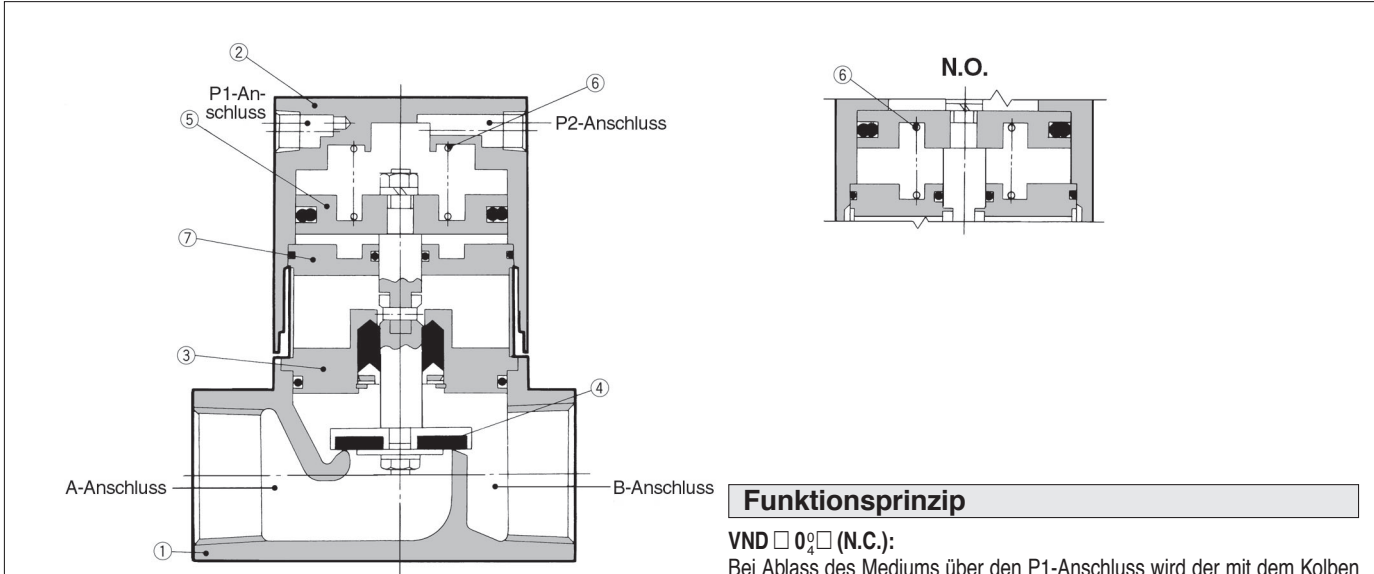 ②
P1-An-
schluss
⑤
⑥
P2-Anschluss
⑦
③
④
A-Anschluss
B-Anschluss
①
N.O.
⑥
Funktionsprinzip
VND □ 0⁰₄□ (N.C.):
Bei Ablass des Mediums über den P1-Anschluss wird der mit dem Kolben